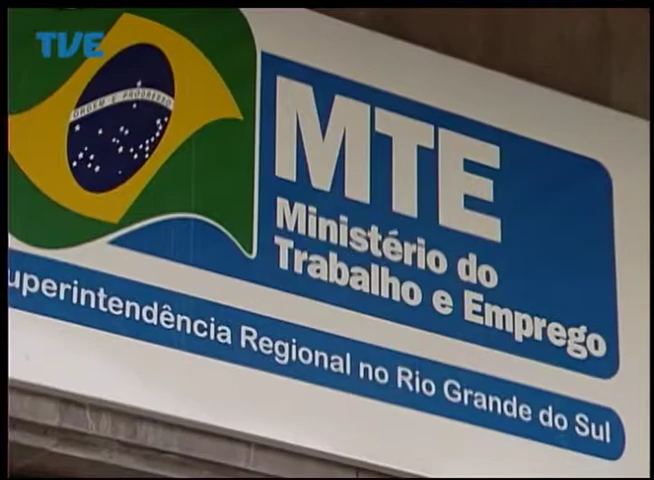 TVE
ORDEM E PROGRESSO
MTE
Ministério do
Trabalho e Emprego
uperintendência Regional no Rio Grande do Sul